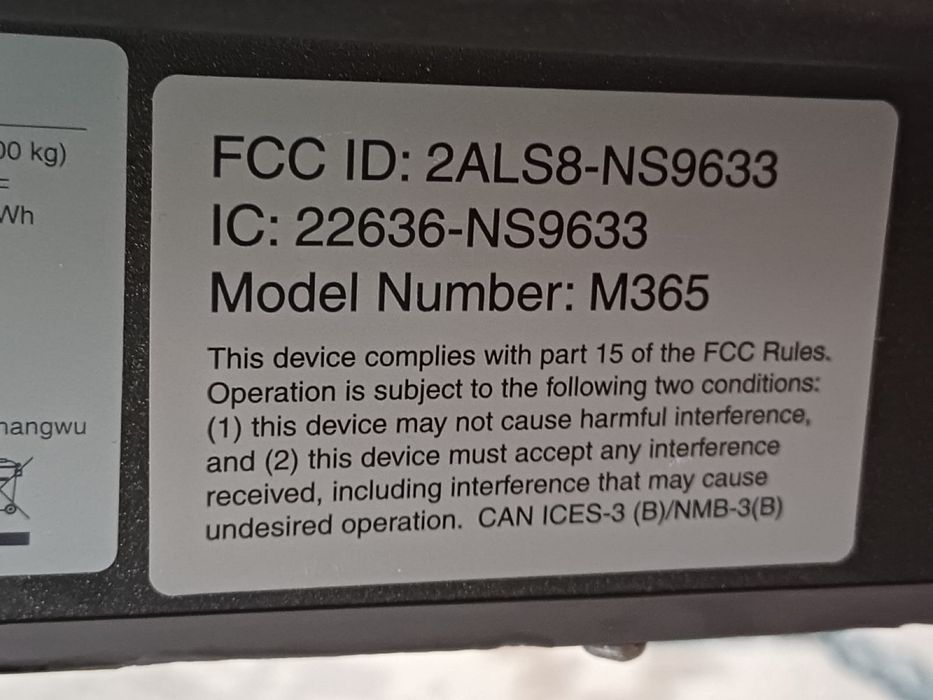 00 kg)
Wh
hangwu
FCC ID: 2ALS8-NS9633
IC: 22636-NS9633
Model Number: M365
This device complies with part 15 of the FCC Rules.
Operation is subject to the following two conditions:
(1) this device may not cause harmful interference,
and (2) this device must accept any interference
received, including interference that may cause
undesired operation. CAN ICES-3 (B)/NMB-3(B)